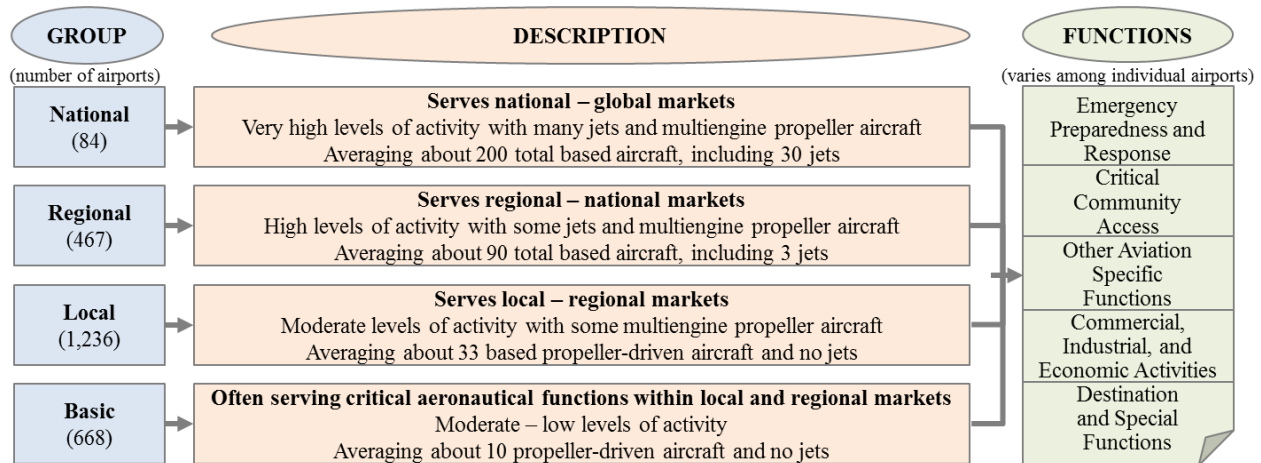 GROUP
DESCRIPTION
FUNCTIONS
(number of airports)
(varies among individual airports)
National
(84)
Serves national – global markets
Very high levels of activity with many jets and multiengine propeller aircraft
Averaging about 200 total based aircraft, including 30 jets
Regional
(467)
Serves regional – national markets
High levels of activity with some jets and multiengine propeller aircraft
Averaging about 90 total based aircraft, including 3 jets
Local
(1,236)
Serves local – regional markets
Moderate levels of activity with some multiengine propeller aircraft
Averaging about 33 based propeller-driven aircraft and no jets
Basic
(668)
Often serving critical aeronautical functions within local and regional markets
Moderate – low levels of activity
Averaging about 10 propeller-driven aircraft and no jets
Emergency
Preparedness and
Response
Critical
Community
Access
Other Aviation
Specific
Functions
Commercial,
Industrial, and
Economic Activities
Destination
and Special
Functions